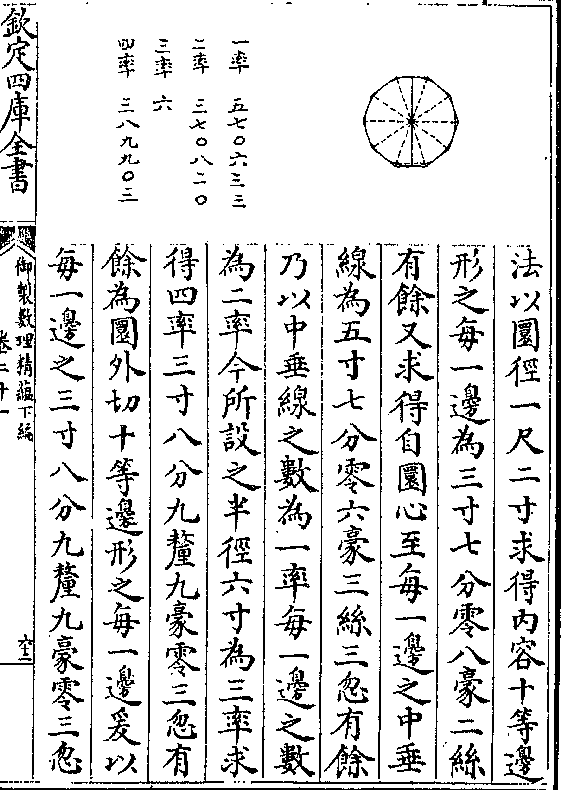 一率　五七〇六三三
二率　三七〇八二〇
三率　六
四率　三八九九〇三
法以圜徑一尺二寸求得内容十等邊
形之每一邊為三寸七分零八豪二絲
有餘又求得自圜心至每一邊之中垂
線為五寸七分零六豪三絲三忽有餘
乃以中垂線之數為一率每一邊之數
為二率今所設之半徑六寸為三率求
得四率三寸八分九釐九豪零三忽有
餘為圜外切十等邊形之每一邊爰以
每一邊之三寸八分九釐九豪零三忽
欽定四庫全書
御製數理精蘊下編
卷二十一